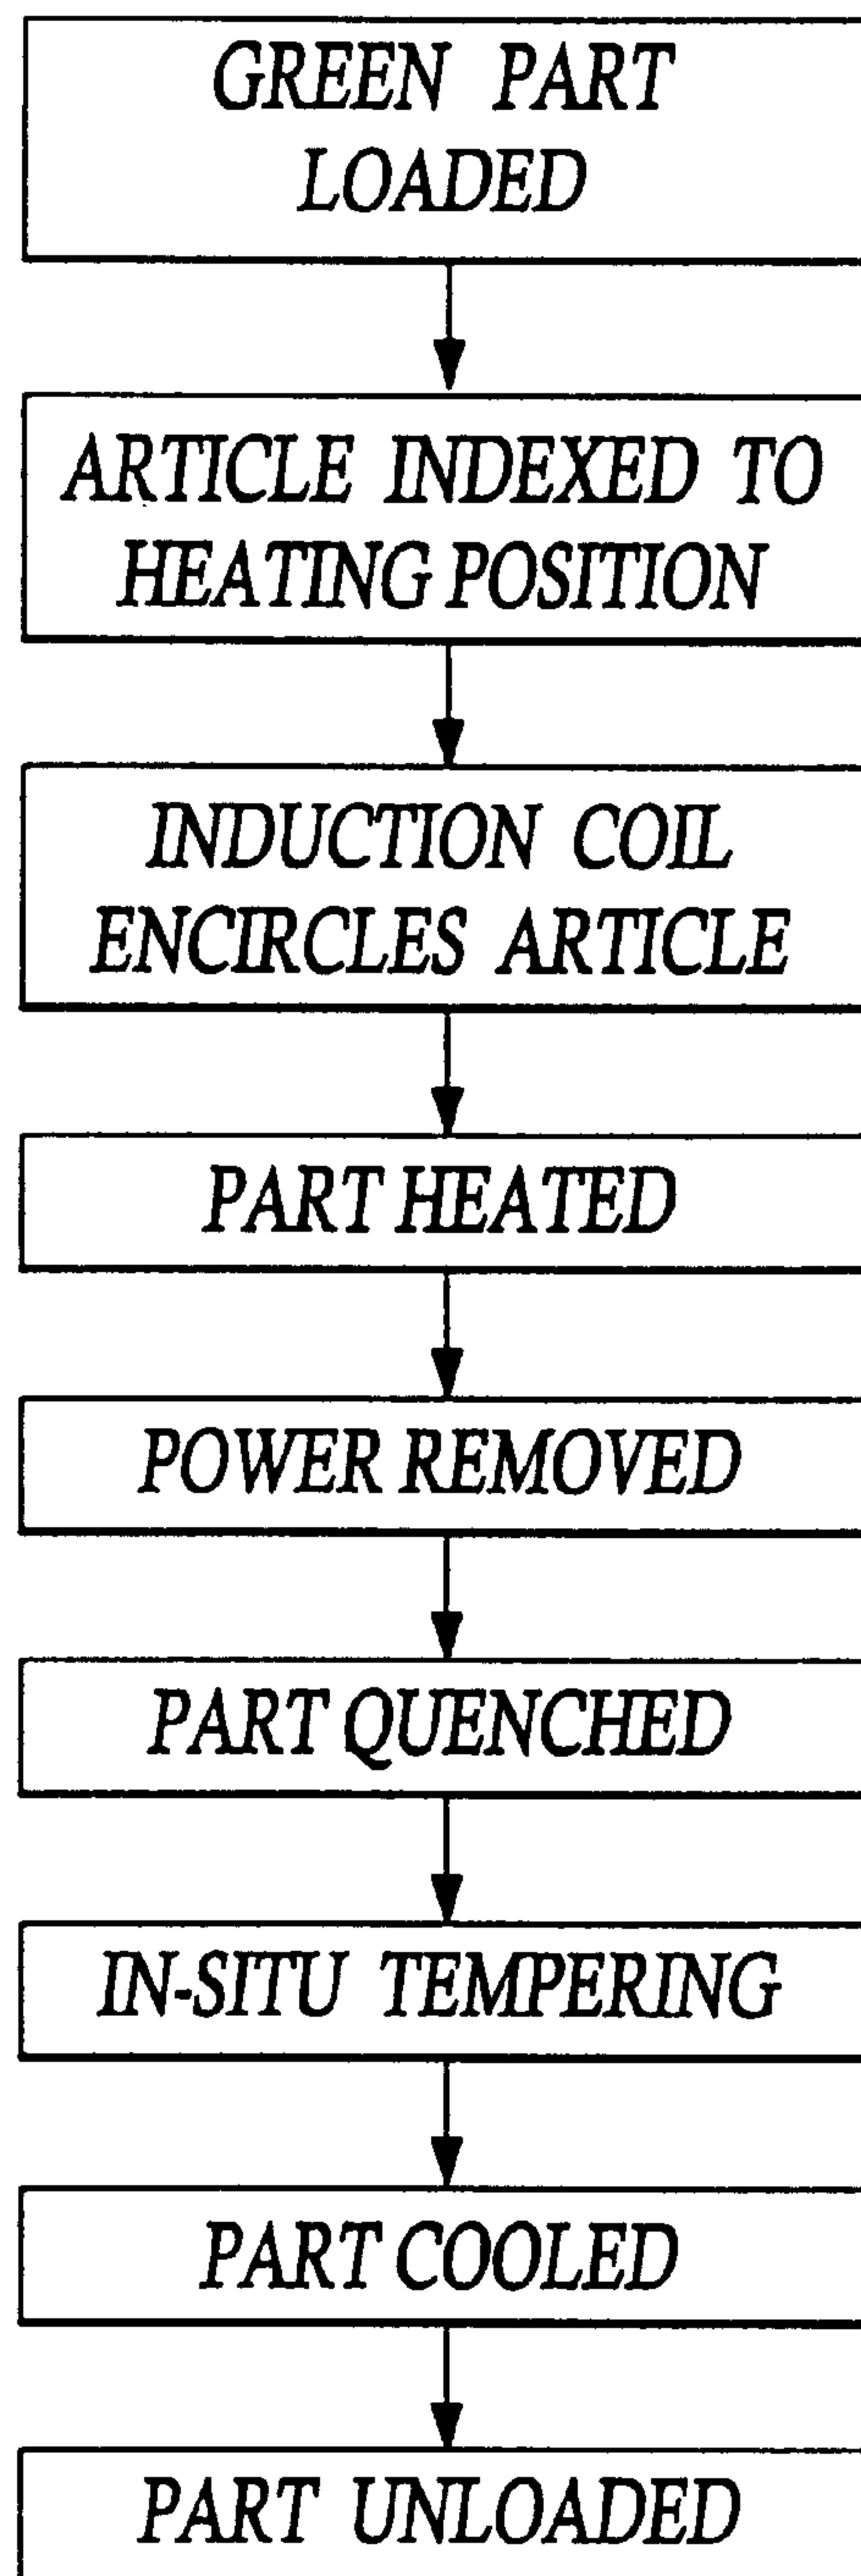 GREEN PART
LOADED
ARTICLE INDEXED TO
HEATING POSITION
INDUCTION COIL
ENCIRCLES ARTICLE
PART HEATED
POWER REMOVED
PART QUENCHED
IN-SITU TEMPERING
PART COOLED
PART UNLOADED